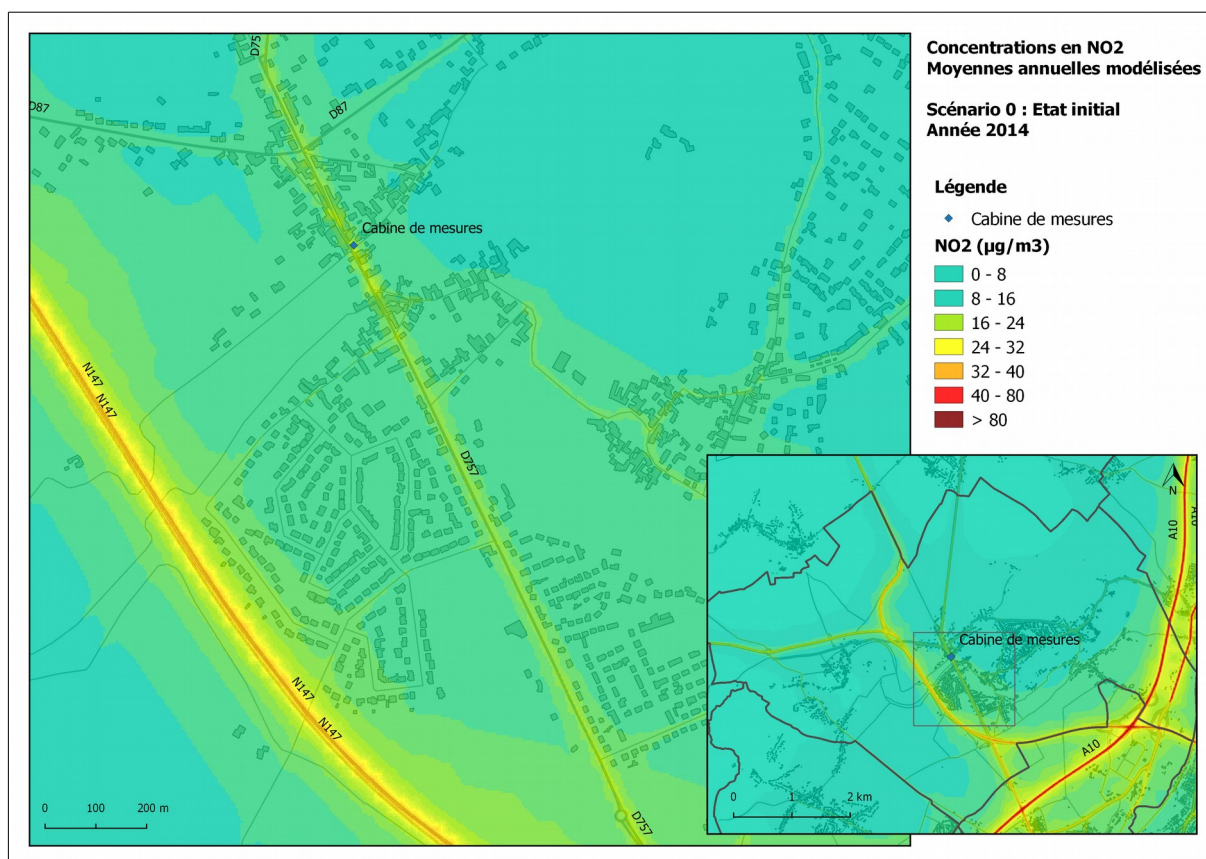 Concentrations en NO2
Moyennes annuelles modélisées
Scénario 0 : Etat initial
Année 2014
Légende
Cabine de mesures
NO2 (µg/m3)
0 - 8
8 - 16
16 - 24
24 - 32
32 - 40
40 - 80
> 80
D75
D87
D87
Cabine de mesures
N147
N147
D757
N147
N147
D757
0 100 200 m
N
A10
A10
Cabine de mesures
A10
0 1 2 km